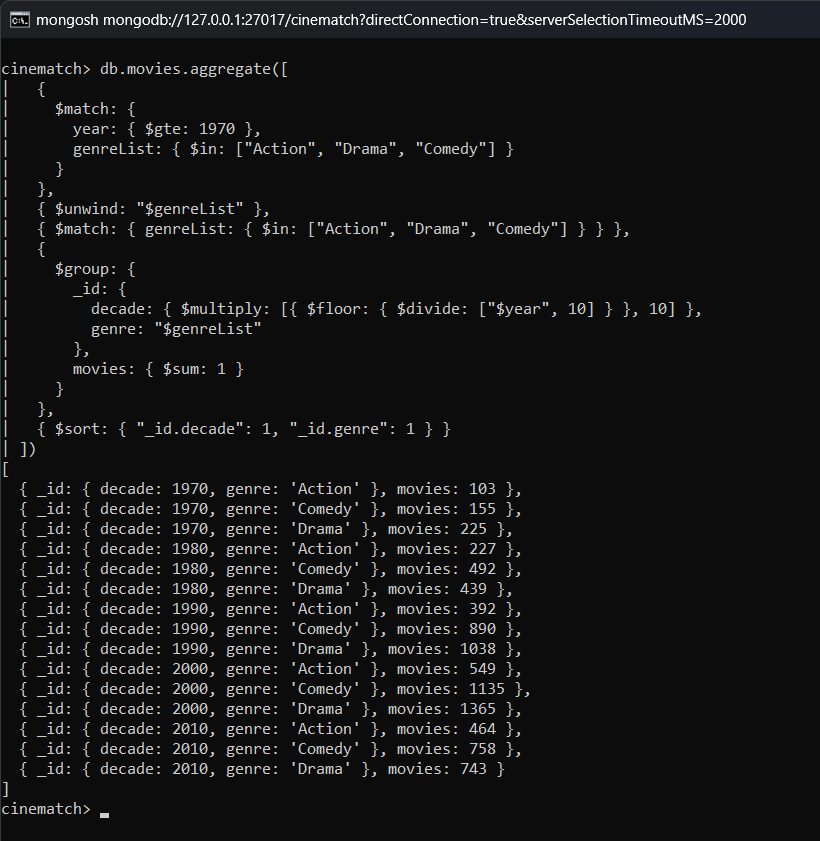 mongosh mongodb://127.0.0.1:27017/cinematch?directConnection=true&serverSelectionTimeoutMS=2000
cinematch> db.movies.aggregate([
|   {
|     $match: {
|       year: { $gte: 1970 },
|       genreList: { $in: ["Action", "Drama", "Comedy"] }
|     }
|   },
|   { $unwind: "$genreList" },
|   { $match: { genreList: { $in: ["Action", "Drama", "Comedy"] } } },
|   {
|     $group: {
|       _id: {
|         decade: { $multiply: [{ $floor: { $divide: ["$year", 10] } }, 10] },
|         genre: "$genreList"
|       },
|       movies: { $sum: 1 }
|     }
|   },
|   { $sort: { "_id.decade": 1, "_id.genre": 1 } }
| ])
[
  { _id: { decade: 1970, genre: 'Action' }, movies: 103 },
  { _id: { decade: 1970, genre: 'Comedy' }, movies: 155 },
  { _id: { decade: 1970, genre: 'Drama' }, movies: 225 },
  { _id: { decade: 1980, genre: 'Action' }, movies: 227 },
  { _id: { decade: 1980, genre: 'Comedy' }, movies: 492 },
  { _id: { decade: 1980, genre: 'Drama' }, movies: 439 },
  { _id: { decade: 1990, genre: 'Action' }, movies: 392 },
  { _id: { decade: 1990, genre: 'Comedy' }, movies: 890 },
  { _id: { decade: 1990, genre: 'Drama' }, movies: 1038 },
  { _id: { decade: 2000, genre: 'Action' }, movies: 549 },
  { _id: { decade: 2000, genre: 'Comedy' }, movies: 1135 },
  { _id: { decade: 2000, genre: 'Drama' }, movies: 1365 },
  { _id: { decade: 2010, genre: 'Action' }, movies: 464 },
  { _id: { decade: 2010, genre: 'Comedy' }, movies: 758 },
  { _id: { decade: 2010, genre: 'Drama' }, movies: 743 }
]
cinematch>